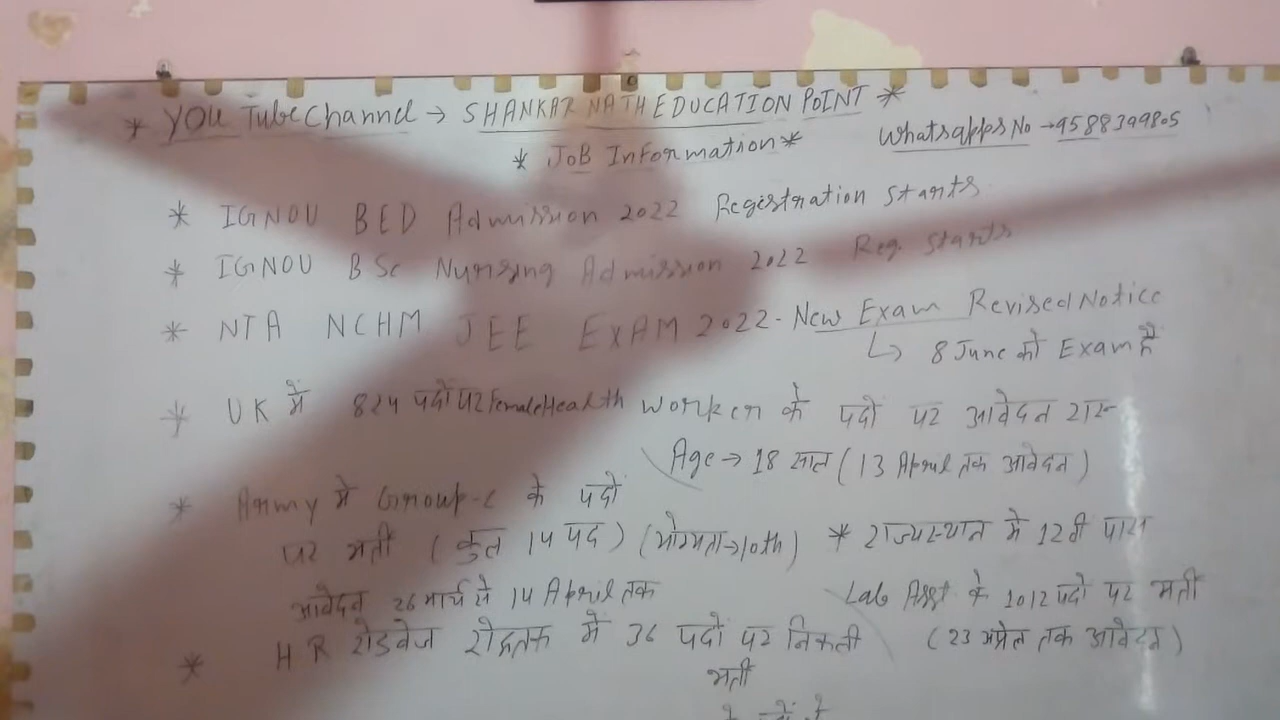 * YOU TubeChannel → SHANKAR NATH EDUCATION POINT *
* JOB Information *
Whatsapps No → 9588399805
* IGNOU BED Admission 2022 Registration Starts
* IGNOU BSc Nursing Admission 2022 Reg. Starts
* NTA NCHM JEE EXAM 2022 - New Exam Revised Notice
↳ 8 June को Exam है
* UK में 824 पदों पर Female Health Worker के पदों पर आवेदन
Age → 18 साल ( 13 April तक आवेदन )
* Army में Group-C के पदों
पर भर्ती ( कुल 14 पद ) ( योग्यता → 10th )
आवेदन 26 मार्च से 14 April तक
* राज्यस्थान में 12वी पास
Lab Asst के 1012 पदों पर भर्ती
( 23 अप्रेल तक आवेदन )
* HR रोडवेज रोहतक में 36 पदों पर निकली
भर्ती